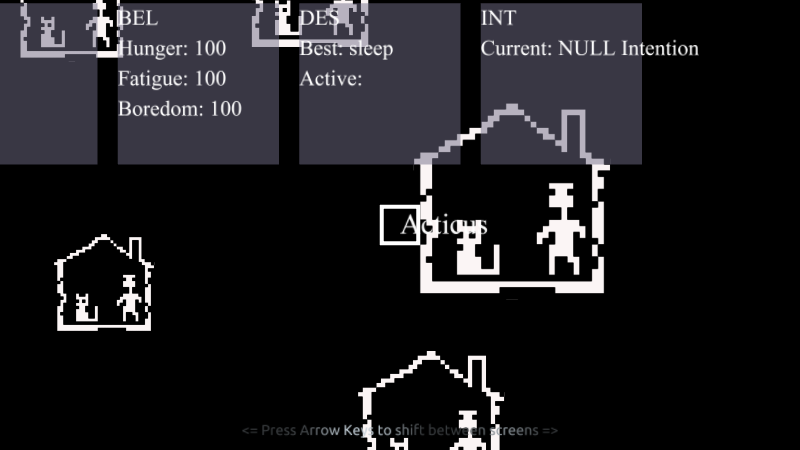 BEL
Hunger: 100
Fatigue: 100
Boredom: 100
DES
Best: sleep
Active:
INT
Current: NULL Intention
Acticus
<= Press Arrow Keys to shift between screens =>